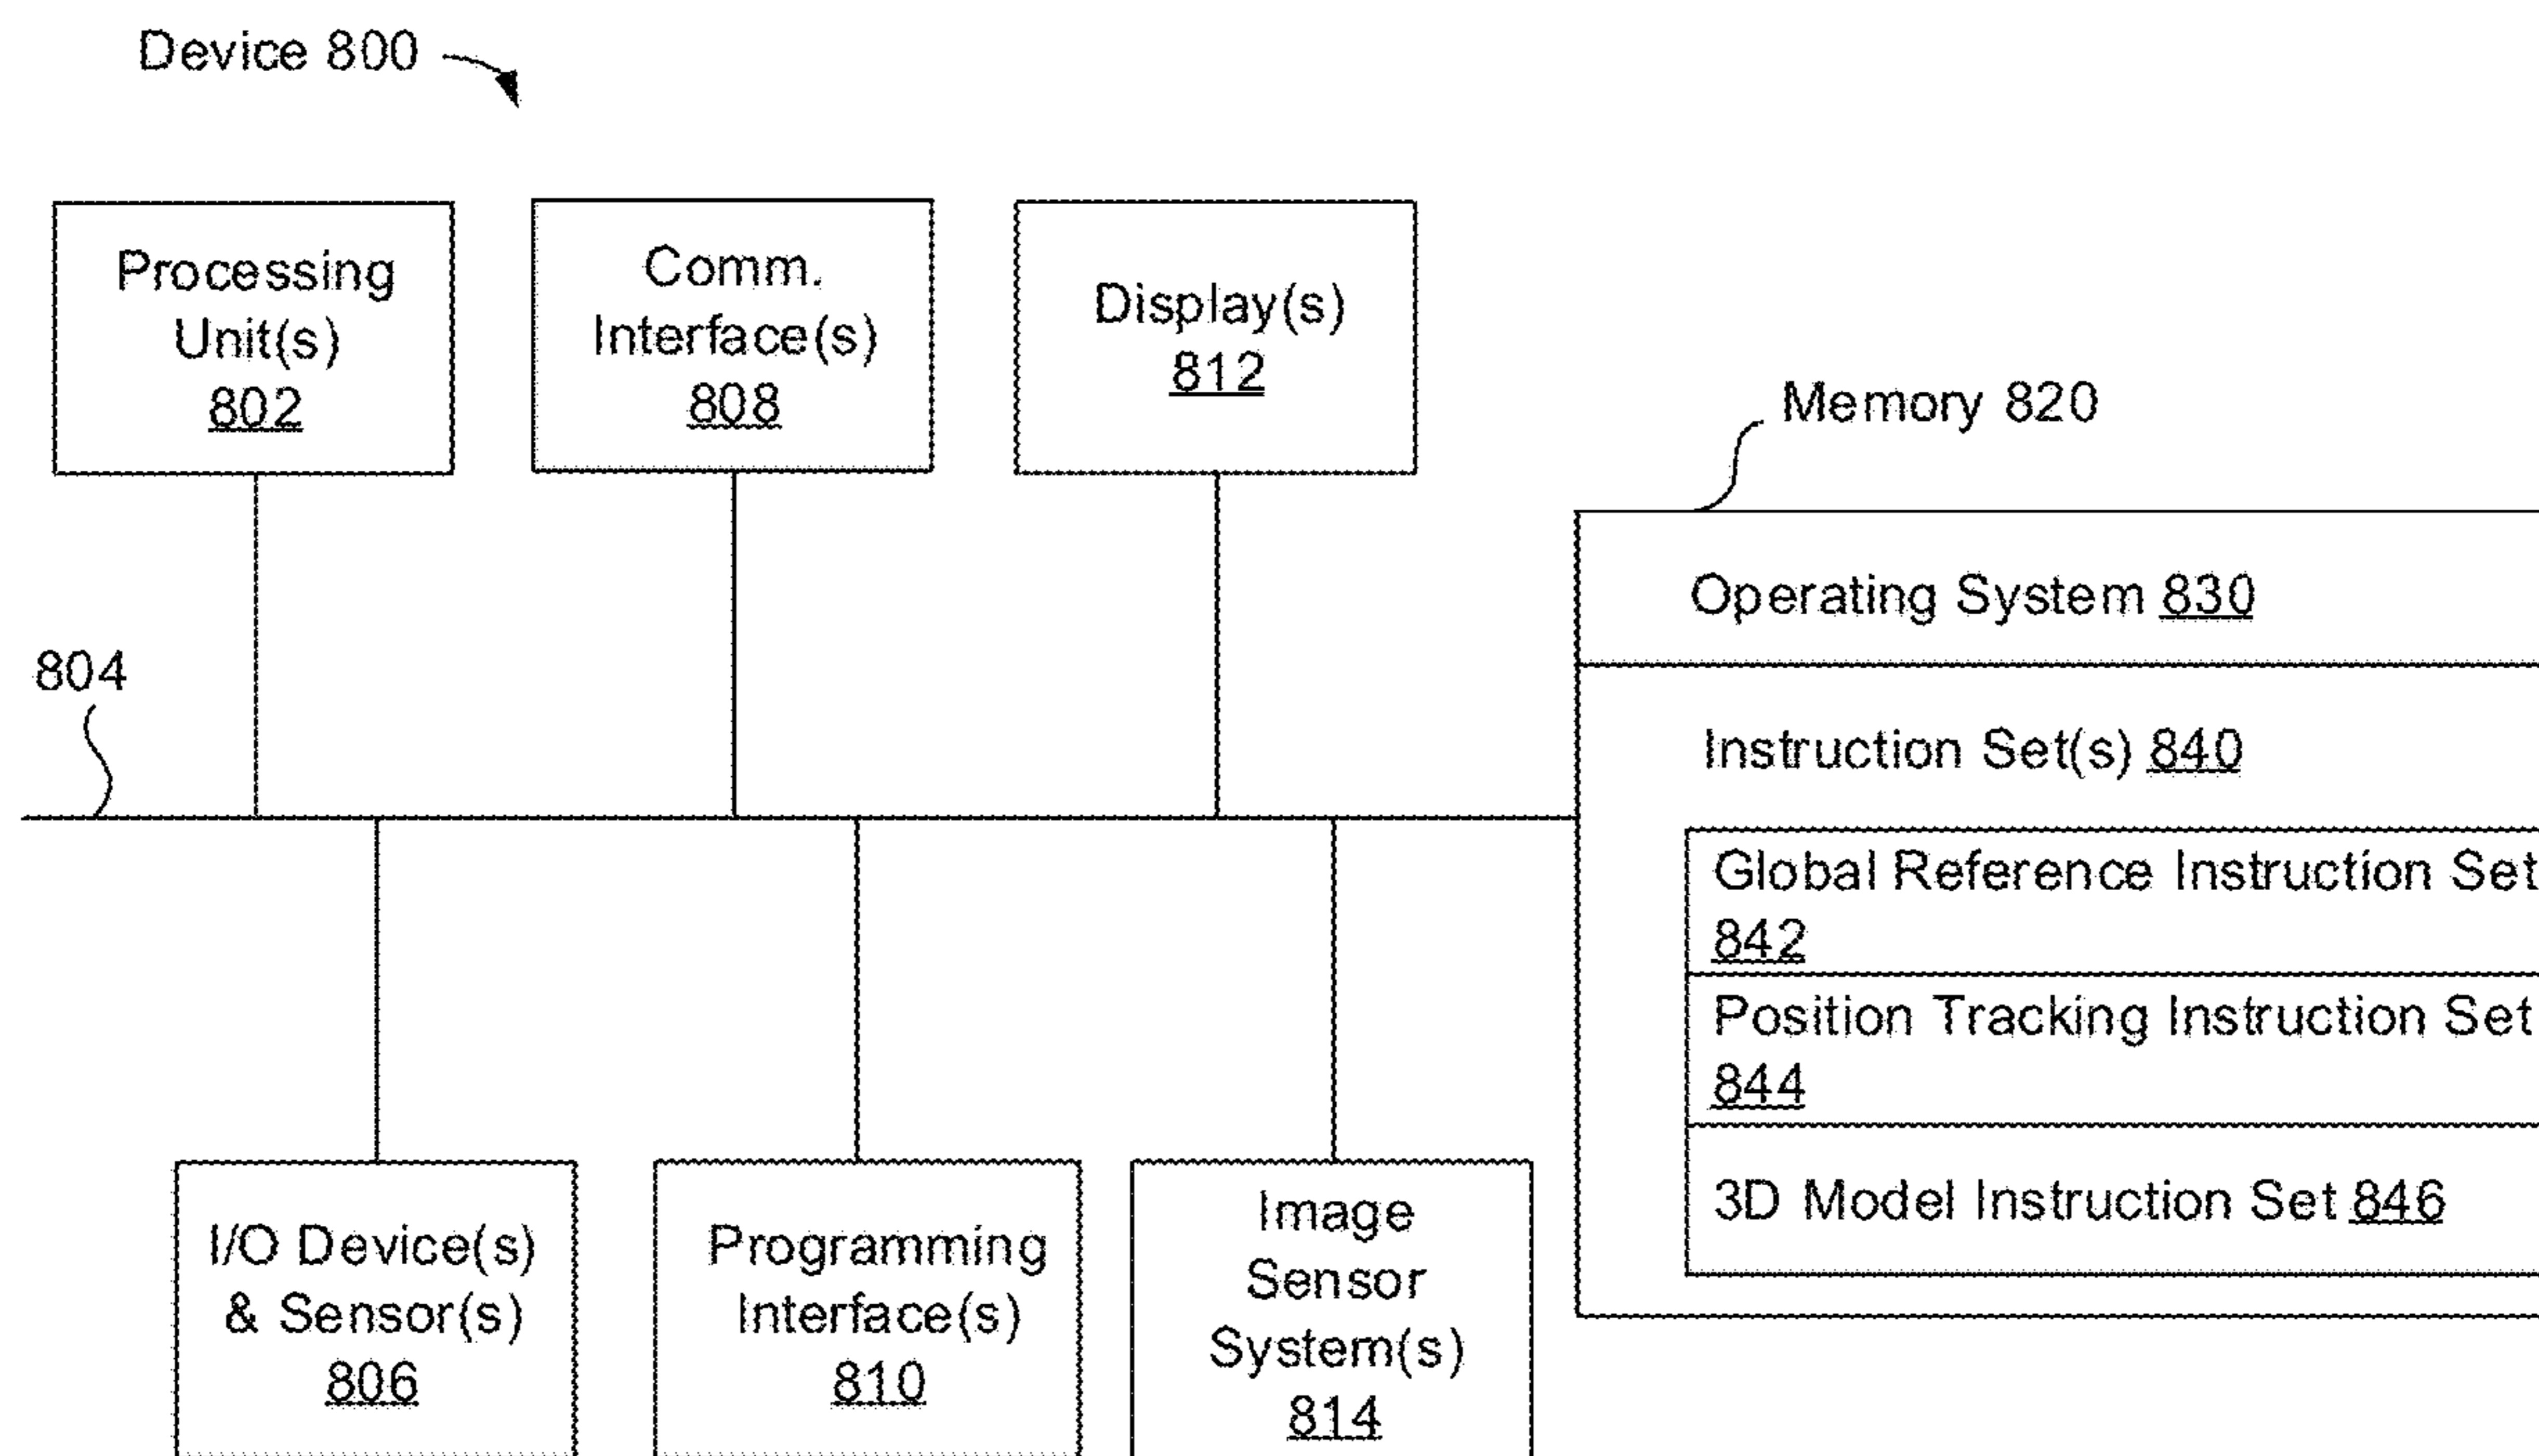 Device 800
Processing
Unit(s)
802
Comm.
Interface(s)
808
Display(s)
812
Memory 820
Operating System 830
804
Instruction Set(s) 840
Global Reference Instruction Set
842
Position Tracking Instruction Set
844
3D Model Instruction Set 846
I/O Device(s)
& Sensor(s)
806
Programming
Interface(s)
810
Image
Sensor
System(s)
814